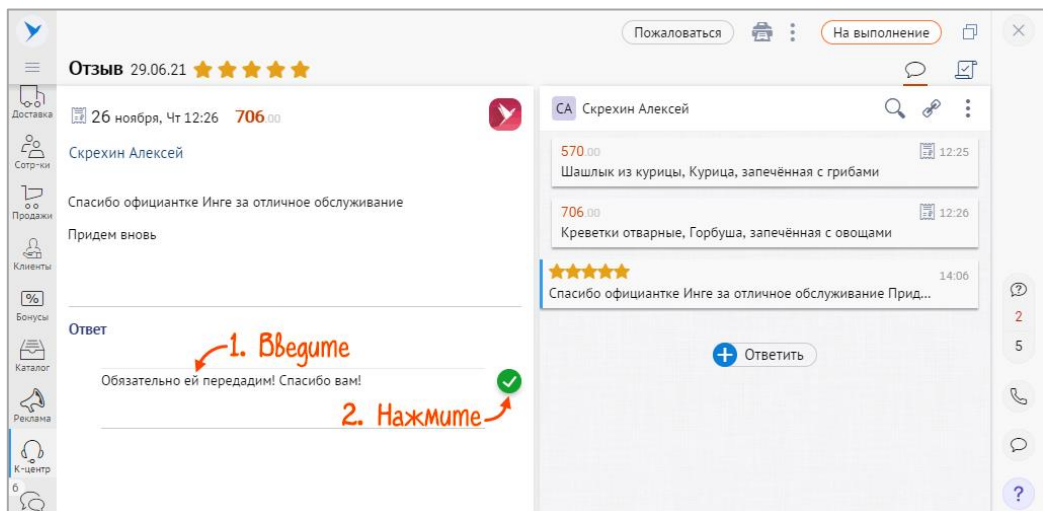 Пожаловаться
На выполнение
Отзыв 29.06.21
Доставка
Сотр-ки
Продажи
Клиенты
%
Бонусы
Каталог
Реклама
К-центр
6
26 ноября, Чт 12:26 706.00
Скрехин Алексей
Спасибо официантке Инге за отличное обслуживание
Придем вновь
Ответ
1. Введите
Обязательно ей передадим! Спасибо вам!
2. Нажмите
СА Скрехин Алексей
570.00 12:25
Шашлык из курицы, Курица, запечённая с грибами
706.00 12:26
Креветки отварные, Горбуша, запечённая с овощами
14:06
Спасибо официантке Инге за отличное обслуживание Прид...
Ответить
?
2
5
?